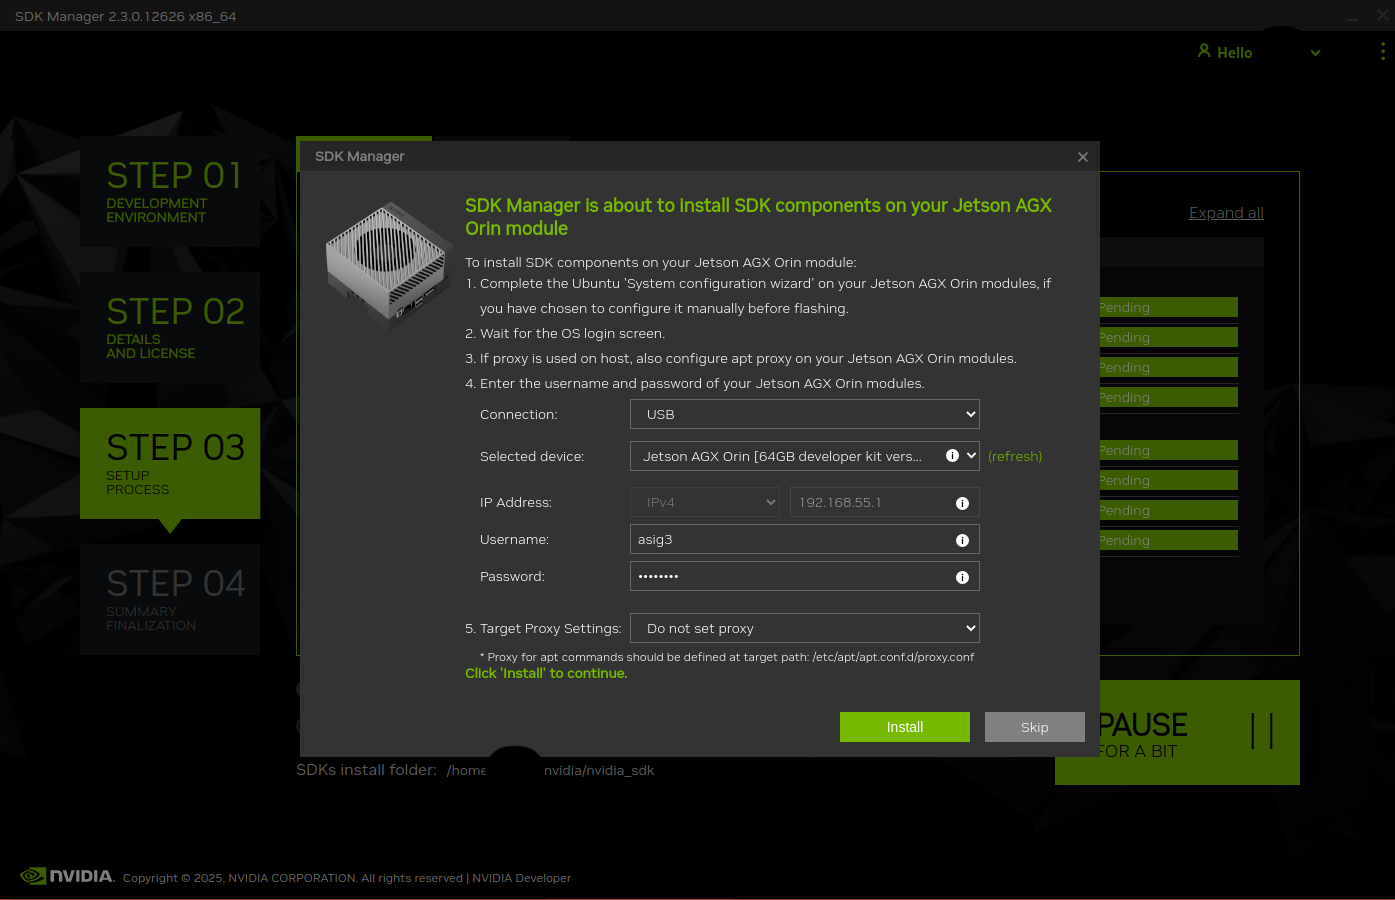 SDK Manager 2.3.0.12626 x86_64
Hello
STEP 01
DEVELOPMENT
ENVIRONMENT
STEP 02
DETAILS
AND LICENSE
STEP 03
SETUP
PROCESS
STEP 04
SUMMARY
FINALIZATION
Expand all
Pending
Pending
Pending
Pending
Pending
Pending
Pending
Pending
SDK Manager
SDK Manager is about to install SDK components on your Jetson AGX
Orin module
To install SDK components on your Jetson AGX Orin module:
1. Complete the Ubuntu 'System configuration wizard' on your Jetson AGX Orin modules, if
you have chosen to configure it manually before flashing.
2. Wait for the OS login screen.
3. If proxy is used on host, also configure apt proxy on your Jetson AGX Orin modules.
4. Enter the username and password of your Jetson AGX Orin modules.
Connection: USB
Selected device: Jetson AGX Orin [64GB developer kit vers... (refresh)
IP Address: IPv4 192.168.55.1
Username: asig3
Password: ••••••••
5. Target Proxy Settings: Do not set proxy
* Proxy for apt commands should be defined at target path: /etc/apt/apt.conf.d/proxy.conf
Click 'Install' to continue.
Install Skip
PAUSE
FOR A BIT
SDKs install folder: /home nvidia/nvidia_sdk
NVIDIA. Copyright © 2025, NVIDIA CORPORATION. All rights reserved | NVIDIA Developer